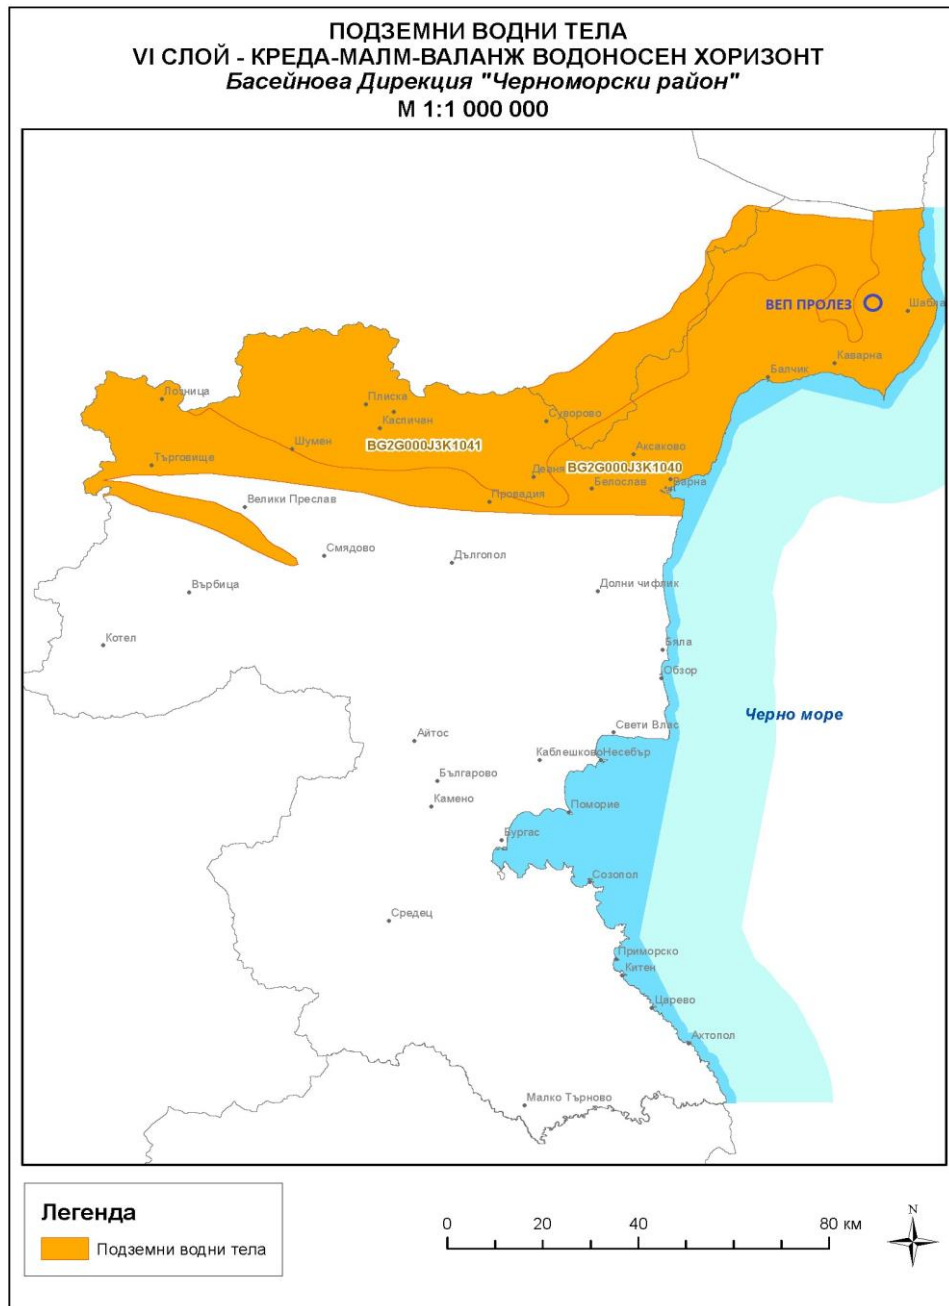 ПОДЗЕМНИ ВОДНИ ТЕЛА
VI СЛОЙ - КРЕДА-МАЛМ-ВАЛАНЖ ВОДОНОСЕН ХОРИЗОНТ
Басейнова Дирекция "Черноморски район"
М 1:1 000 000
ВЕП ПРОЛЕЗ
Шабла
Каварна
Балчик
Лозница
Плиска
Каспичан
Суворово
Шумен
BG2G000J3K1041
Аксаково
Търговище
Девня
BG2G000J3K1040
Белослав
Варна
Провадия
Велики Преслав
Смядово
Дългопол
Върбица
Долни чифлик
Котел
Бяла
Обзор
Черно море
Свети Влас
Айтос
Каблешково
Несебър
Българово
Камено
Поморие
Бургас
Созопол
Средец
Приморско
Китен
Царево
Ахтопол
Малко Търново
Легенда
Подземни водни тела
0 20 40 80 км
N